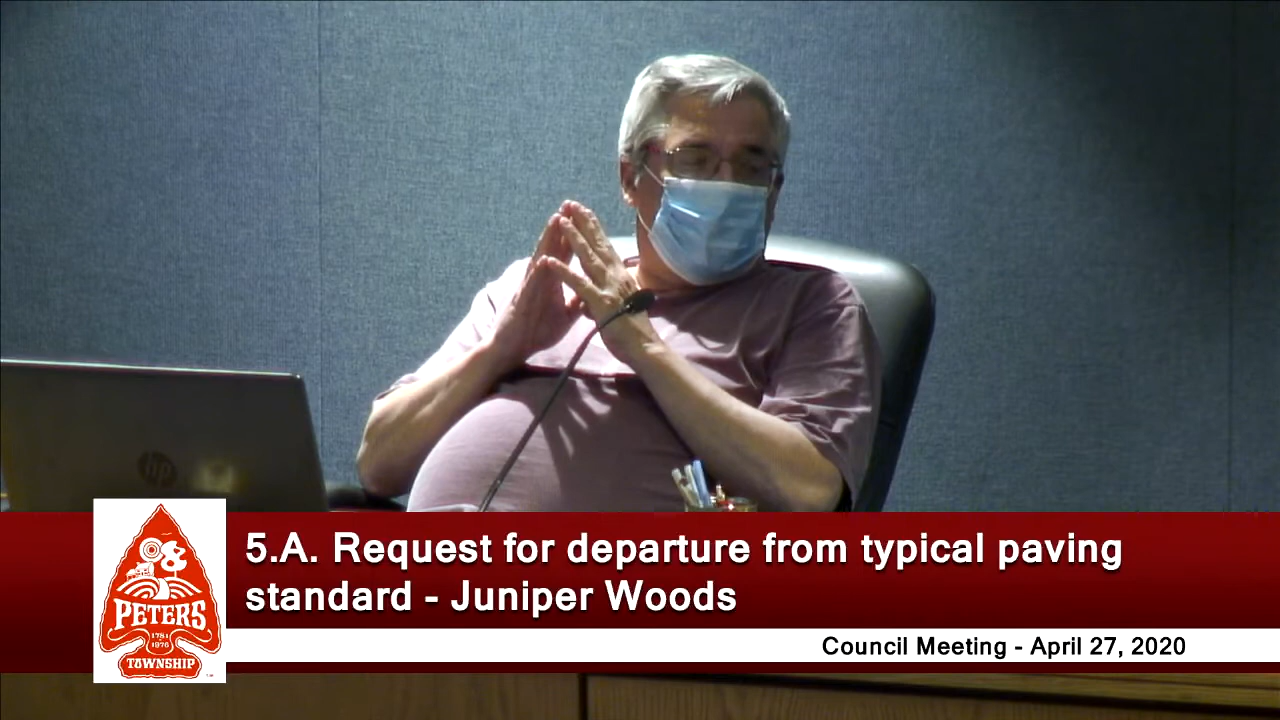 hp
5.A. Request for departure from typical paving
standard - Juniper Woods
Council Meeting - April 27, 2020
PETERS
1781
1976
TOWNSHIP